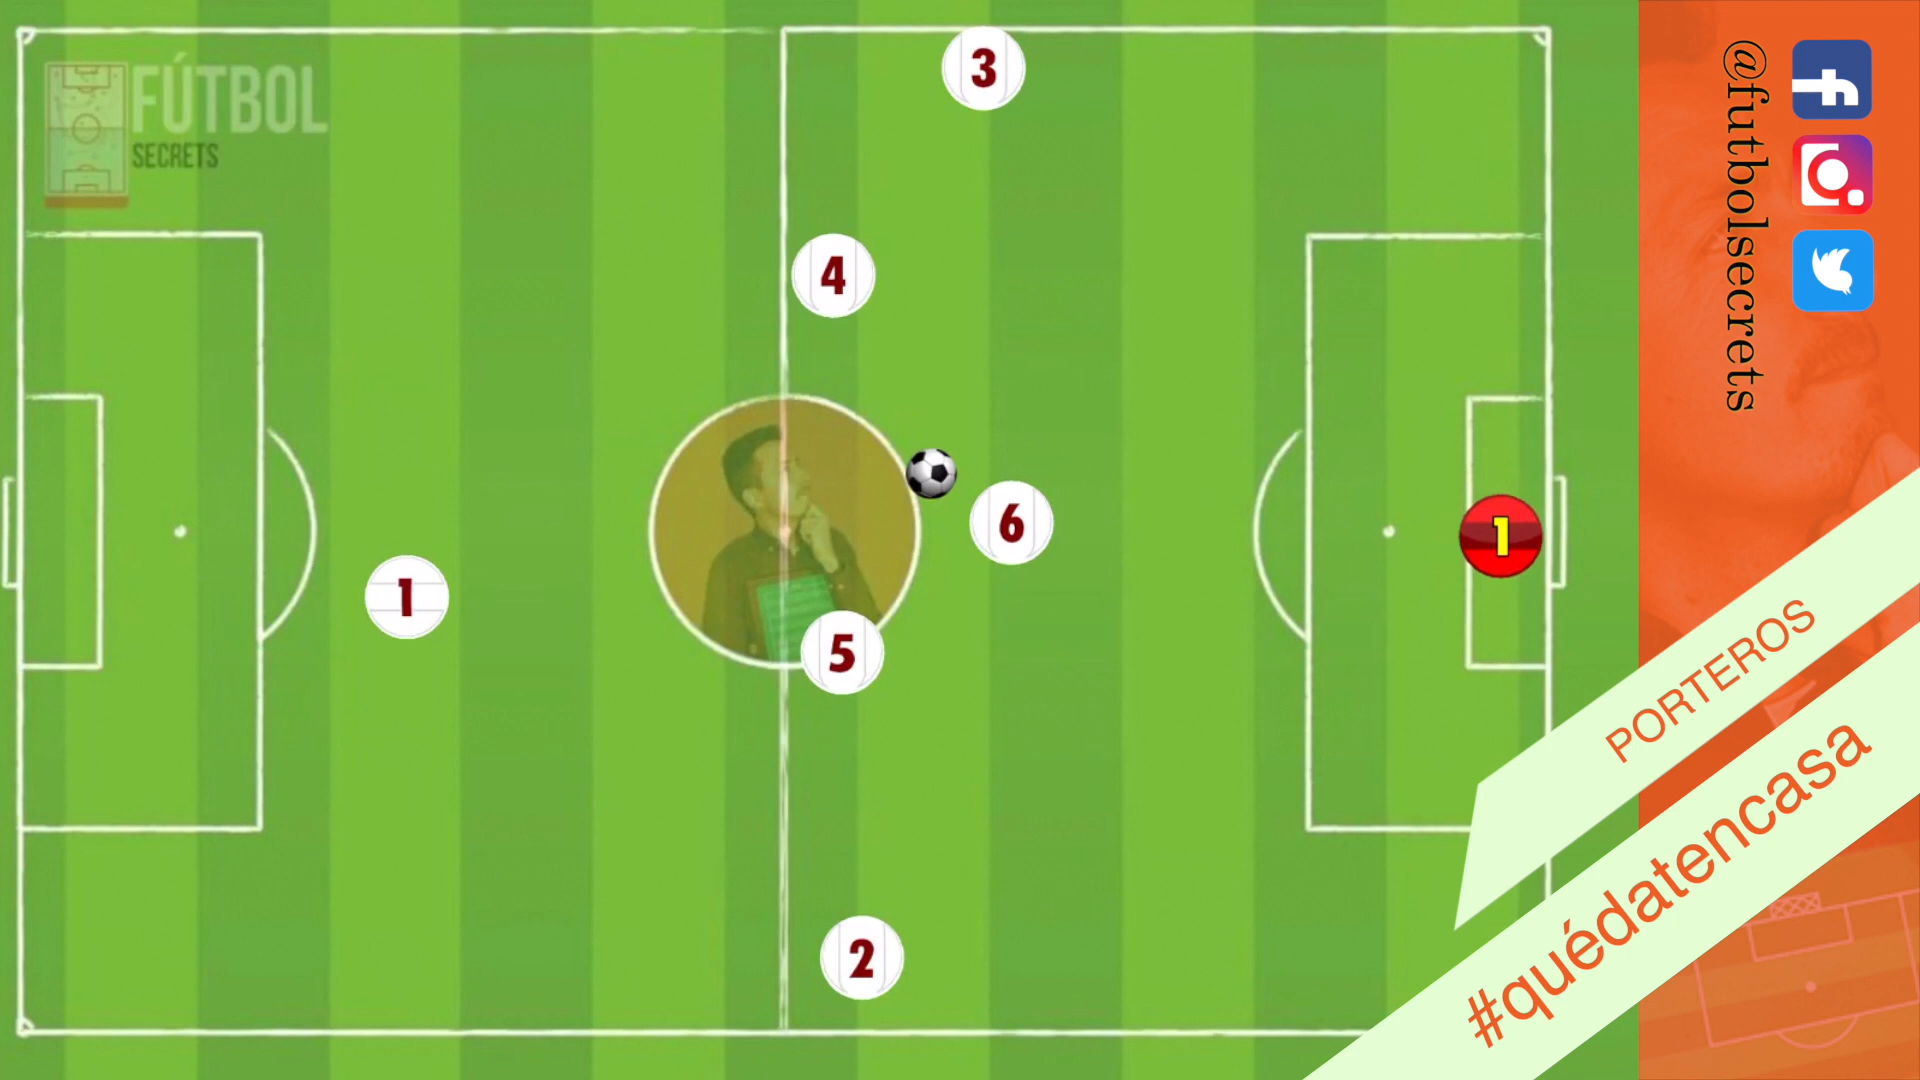 FÚTBOL
SECRETS
3
4
6
1
1
5
2
@futbolsecrets
PORTEROS
#quédatencasa